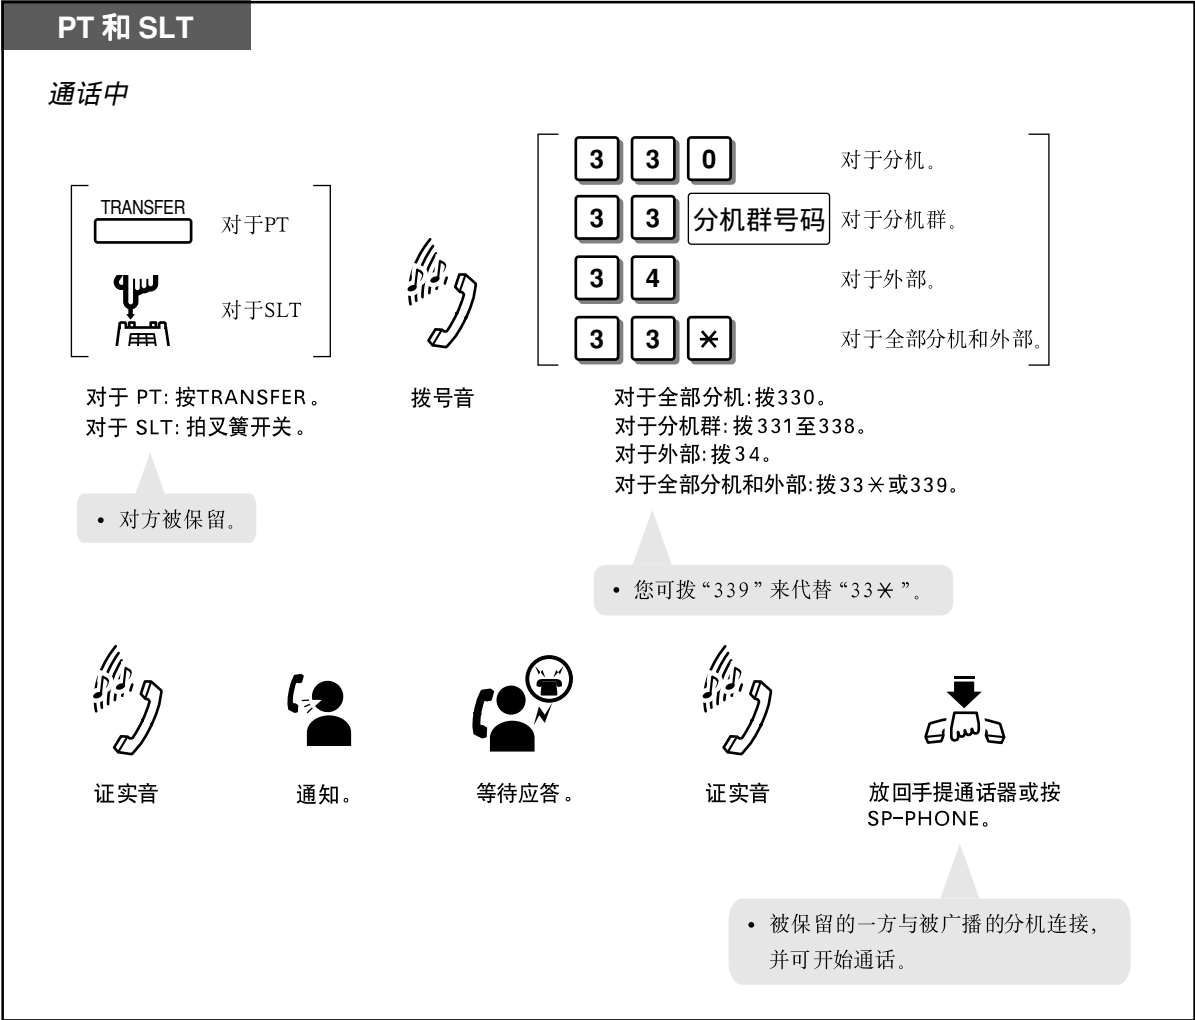 PT 和 SLT
通话中
TRANSFER
对于PT
对于SLT
3 3 0 对于分机。
3 3 分机群号码 对于分机群。
3 4 对于外部。
3 3 ＊ 对于全部分机和外部。
对于 PT: 按TRANSFER。
对于 SLT: 拍叉簧开关。
• 对方被保留。
拨号音
对于全部分机:拨330。
对于分机群:拨331至338。
对于外部:拨34。
对于全部分机和外部:拨33＊或339。
• 您可拨“339”来代替“33＊”。
证实音
通知。
等待应答。
证实音
放回手提通话器或按
SP-PHONE。
• 被保留的一方与被广播的分机连接，
并可开始通话。